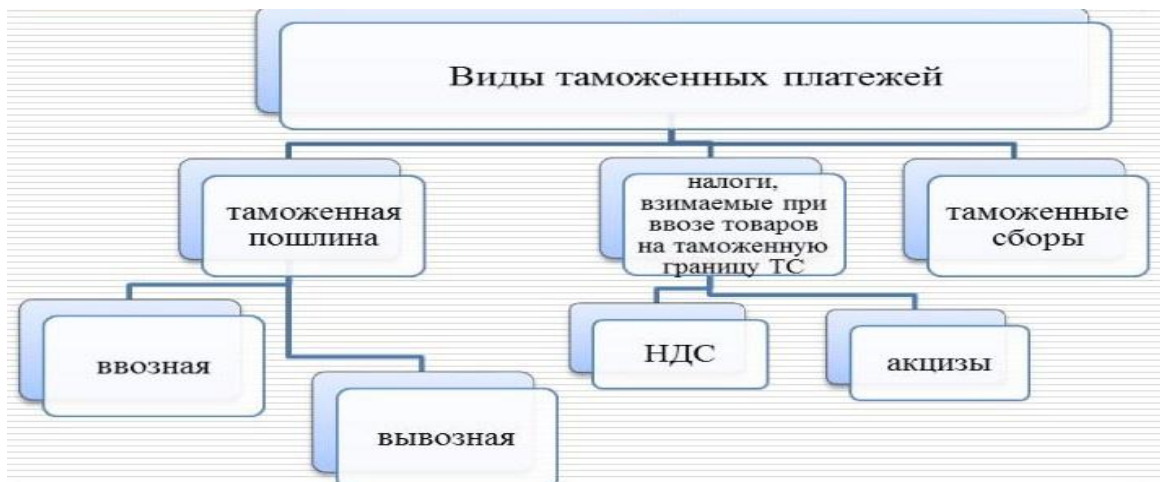 Виды таможенных платежей
таможенная
пошлина
налоги,
взимаемые при
ввозе товаров
на таможенную
границу ТС
таможенные
сборы
ввозная
вывозная
НДС
акцизы